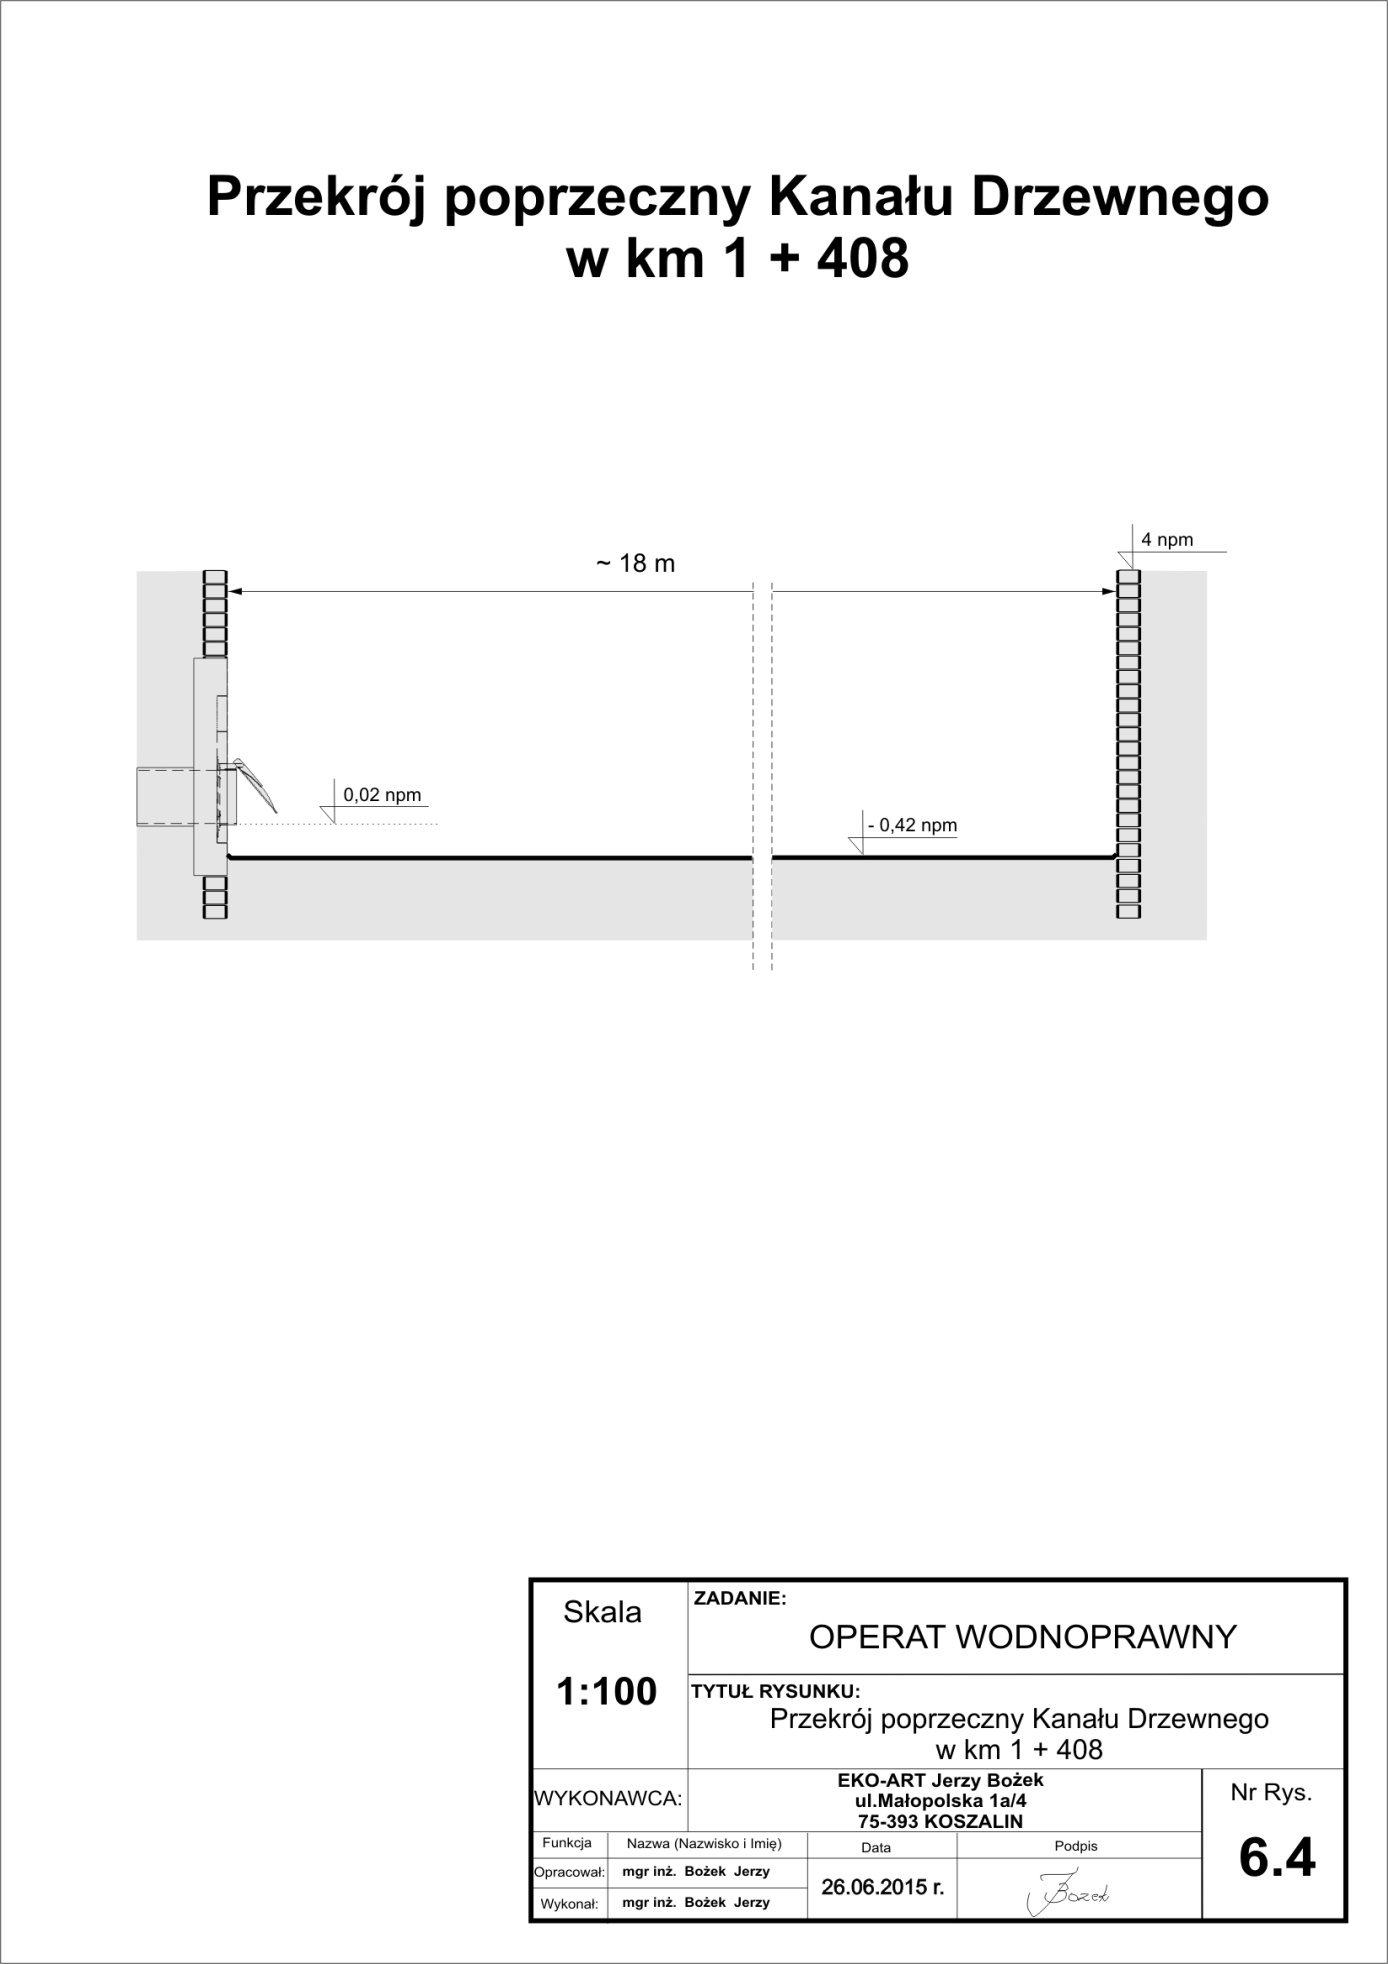 Przekrój poprzeczny Kanału Drzewnego
w km 1 + 408
4 npm
~ 18 m
0,02 npm
- 0,42 npm
Skala
1:100
ZADANIE:
OPERAT WODNOPRAWNY
TYTUŁ RYSUNKU:
Przekrój poprzeczny Kanału Drzewnego
w km 1 + 408
WYKONAWCA:
EKO-ART Jerzy Bożek
ul.Małopolska 1a/4
75-393 KOSZALIN
Nr Rys.
6.4
Funkcja
Nazwa (Nazwisko i Imię)
Data
Podpis
Opracował:
mgr inż. Bożek Jerzy
26.06.2015 r.
J Bożek
Wykonał:
mgr inż. Bożek Jerzy